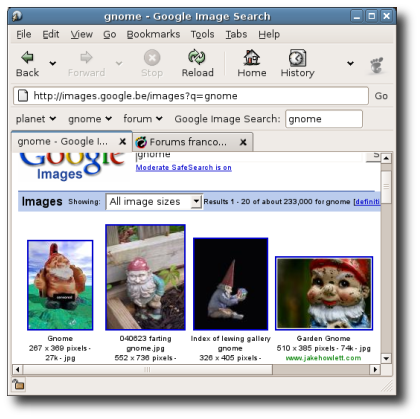 gnome - Google Image Search
File Edit View Go Bookmarks Tools Tabs Help
Back Forward Stop Reload Home History
http://images.google.be/images?q=gnome Go
planet gnome forum Google Image Search: gnome
gnome - Google I... Forums franco...
Google gnome S
Images Moderate SafeSearch is on
Images Showing: All image sizes Results 1 - 20 of about 233,000 for gnome [definiti
Gnome
267 x 369 pixels -
27k - jpg
040623 farting
gnome.jpg
552 x 736 pixels -
Index of lewing gallery
gnome
326 x 405 pixels -
Garden Gnome
510 x 385 pixels - 74k - jpg
www.jakehowlett.com